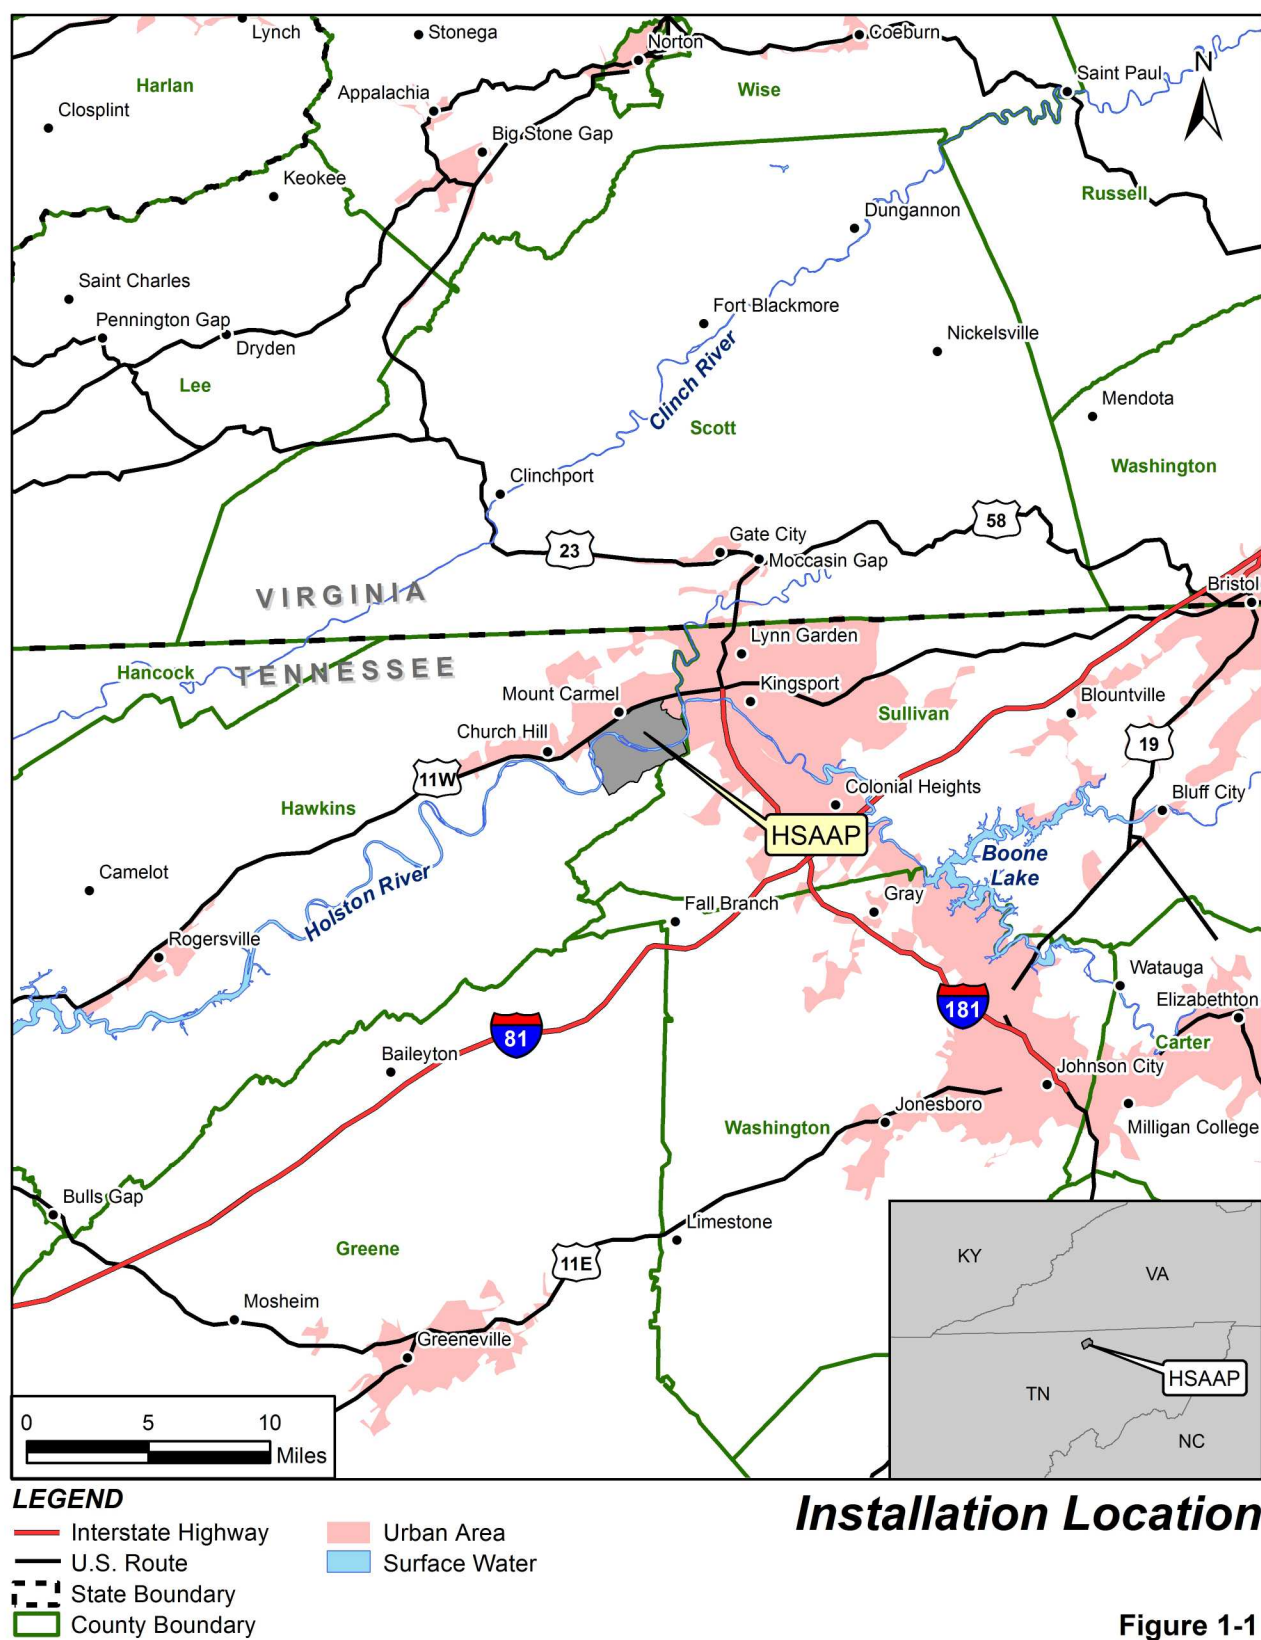 Lynch
Stonega
Norton
Coeburn
Harlan
Appalachia
Wise
Saint Paul
N
Closplint
Big Stone Gap
Keokee
Russell
Dungannon
Saint Charles
Fort Blackmore
Pennington Gap
Nickelsville
Dryden
Clinch River
Lee
Mendota
Scott
Washington
Clinchport
58
Gate City
23
Moccasin Gap
Bristol
VIRGINIA
Lynn Garden
TENNESSEE
Hancock
Kingsport
Mount Carmel
Blountville
Sullivan
Church Hill
19
11W
Colonial Heights
Bluff City
Hawkins
HSAAP
Boone
Lake
Camelot
Holston River
Gray
Fall Branch
Rogersville
Watauga
Elizabethton
181
81
Carter
Baileyton
Johnson City
Jonesboro
Washington
Milligan College
Bulls Gap
Limestone
Greene
11E
KY
VA
Mosheim
Greeneville
HSAAP
TN
NC
0 5 10
Miles
LEGEND
Installation Location
Interstate Highway
Urban Area
U.S. Route
Surface Water
State Boundary
County Boundary
Figure 1-1